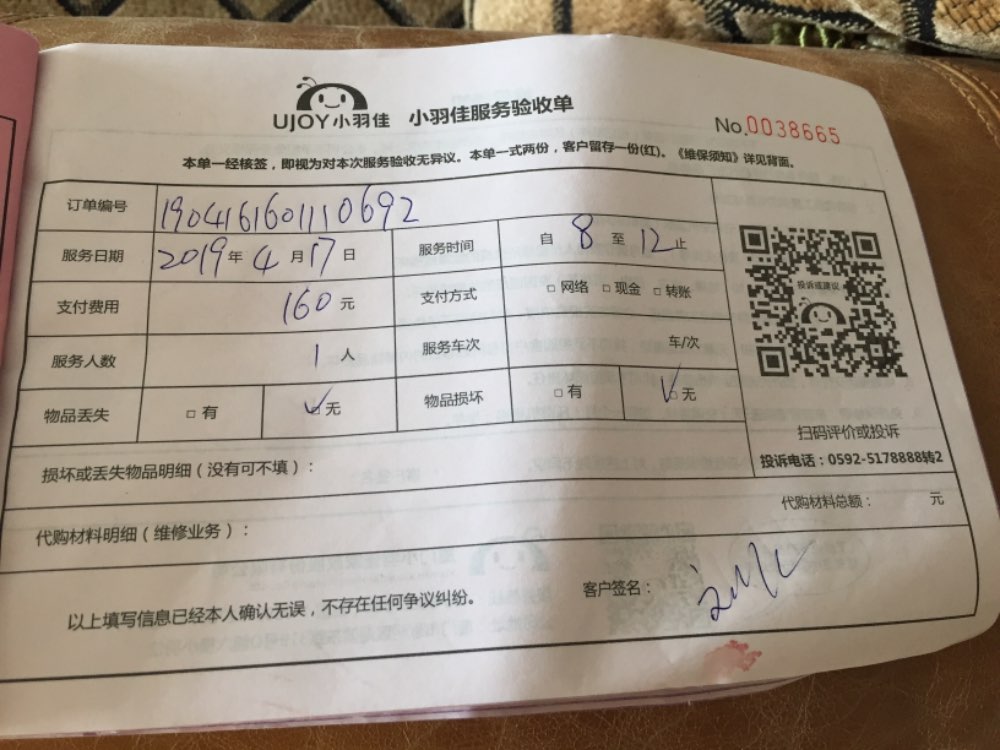 UJOY小羽佳 小羽佳服务验收单
No.0038665
本单一经核签，即视为对本次服务验收无异议。本单一式两份，客户留存一份(红)。《维保须知》详见背面。
订单编号 1904161601110692
服务日期 2019年4月17日 服务时间 自8至12止
支付费用 160元 支付方式 □网络 □现金 □转账
投诉或建议
服务人数 1人 服务车次 车/次
物品丢失 □有 ☑无 物品损坏 □有 ☑无
扫码评价或投诉
投诉电话：0592-5178888转2
损坏或丢失物品明细（没有可不填）：
代购材料明细（维修业务）： 代购材料总额： 元
以上填写信息已经本人确认无误，不存在任何争议纠纷。 客户签名：